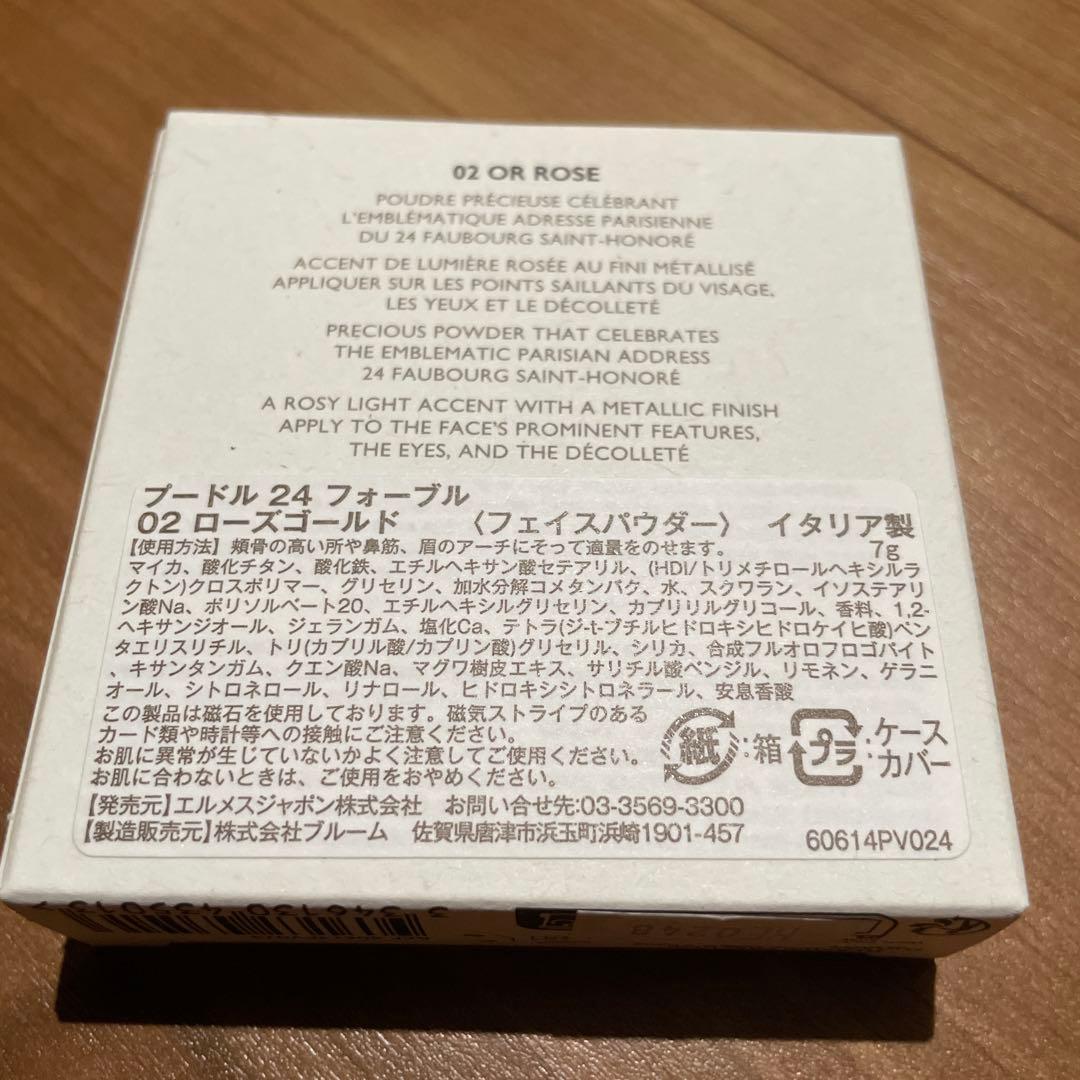 02 OR ROSE
POUDRE PRÉCIEUSE CÉLÉBRANT
L'EMBLÉMATIQUE ADRESSE PARISIENNE
DU 24 FAUBOURG SAINT-HONORÉ
ACCENT DE LUMIÈRE ROSÉE AU FINI MÉTALLISÉ
APPLIQUER SUR LES POINTS SAILLANTS DU VISAGE,
LES YEUX ET LE DÉCOLLETÉ
PRECIOUS POWDER THAT CELEBRATES
THE EMBLEMATIC PARISIAN ADDRESS
24 FAUBOURG SAINT-HONORÉ
A ROSY LIGHT ACCENT WITH A METALLIC FINISH
APPLY TO THE FACE'S PROMINENT FEATURES,
THE EYES, AND THE DÉCOLLETÉ
プードル 24 フォーブル
02 ローズゴールド 〈フェイスパウダー〉 イタリア製
【使用方法】頬骨の高い所や鼻筋、眉のアーチにそって適量をのせます。 7g
マイカ、酸化チタン、酸化鉄、エチルヘキサン酸セテアリル、(HDI/トリメチロールヘキシルラ
クトン)クロスポリマー、グリセリン、加水分解コメタンパク、水、スクワラン、イソステアリ
ン酸Na、ポリソルベート20、エチルヘキシルグリセリン、カプリリルグリコール、香料、1,2-
ヘキサンジオール、ジェランガム、塩化Ca、テトラ(ジ-t-ブチルヒドロキシヒドロケイヒ酸)ペン
タエリスリチル、トリ(カプリル酸/カプリン酸)グリセリル、シリカ、合成フルオロフロゴパイト
、キサンタンガム、クエン酸Na、マグワ樹皮エキス、サリチル酸ベンジル、リモネン、ゲラニ
オール、シトロネロール、リナロール、ヒドロキシシトロネラール、安息香酸
この製品は磁石を使用しております。磁気ストライプのある
カード類や時計等への接触にご注意ください。
お肌に異常が生じていないかよく注意してご使用ください。
お肌に合わないときは、ご使用をおやめください。
紙:箱 プラ:ケース
カバー
【発売元】エルメスジャポン株式会社 お問い合せ先:03-3569-3300
【製造販売元】株式会社ブルーム 佐賀県唐津市浜玉町浜崎1901-457
60614PV024